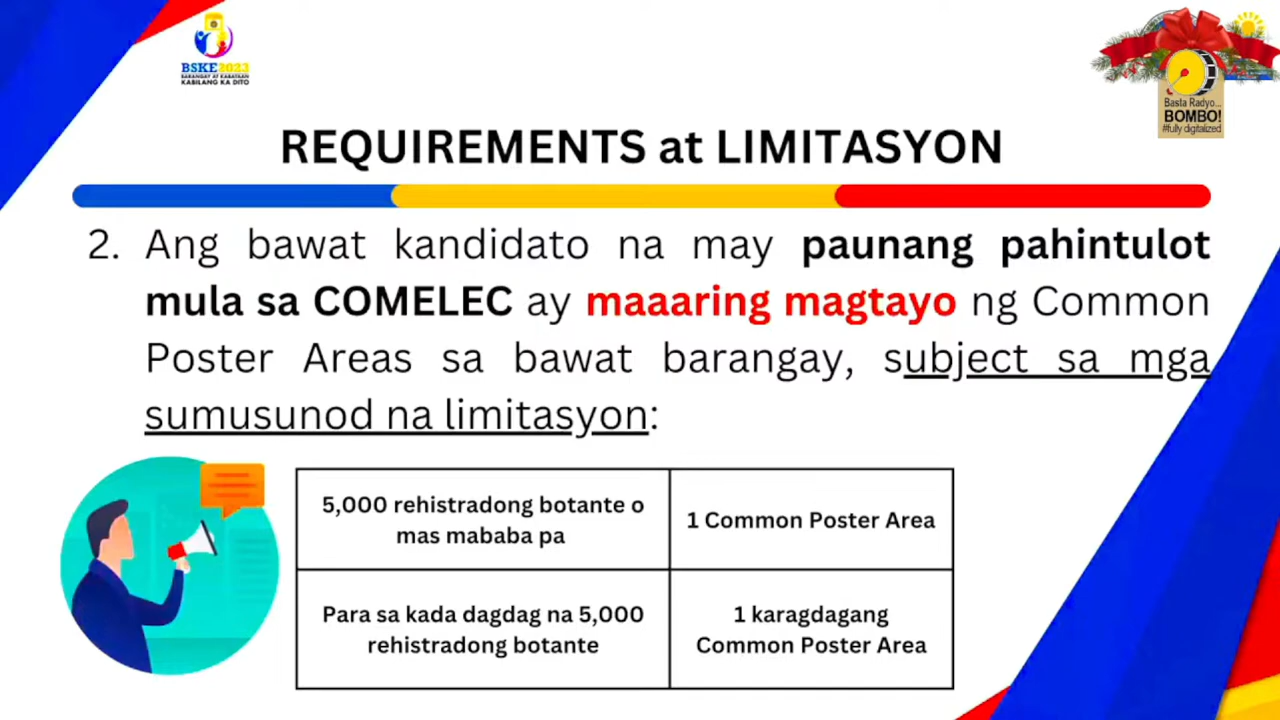 BSKE2023
BARANGAY AT KABATAAN
KABILANG KA DITO
Basta Radyo...
BOMBO!
#fully digitalized
REQUIREMENTS at LIMITASYON
2. Ang bawat kandidato na may paunang pahintulot
mula sa COMELEC ay maaaring magtayo ng Common
Poster Areas sa bawat barangay, subject sa mga
sumusunod na limitasyon:
5,000 rehistradong botante o
mas mababa pa
1 Common Poster Area
Para sa kada dagdag na 5,000
rehistradong botante
1 karagdagang
Common Poster Area